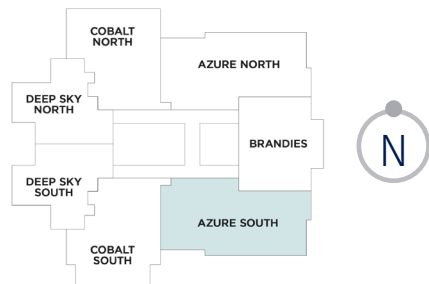 COBALT
NORTH
AZURE NORTH
DEEP SKY
NORTH
BRANDIES
N
DEEP SKY
SOUTH
AZURE SOUTH
COBALT
SOUTH